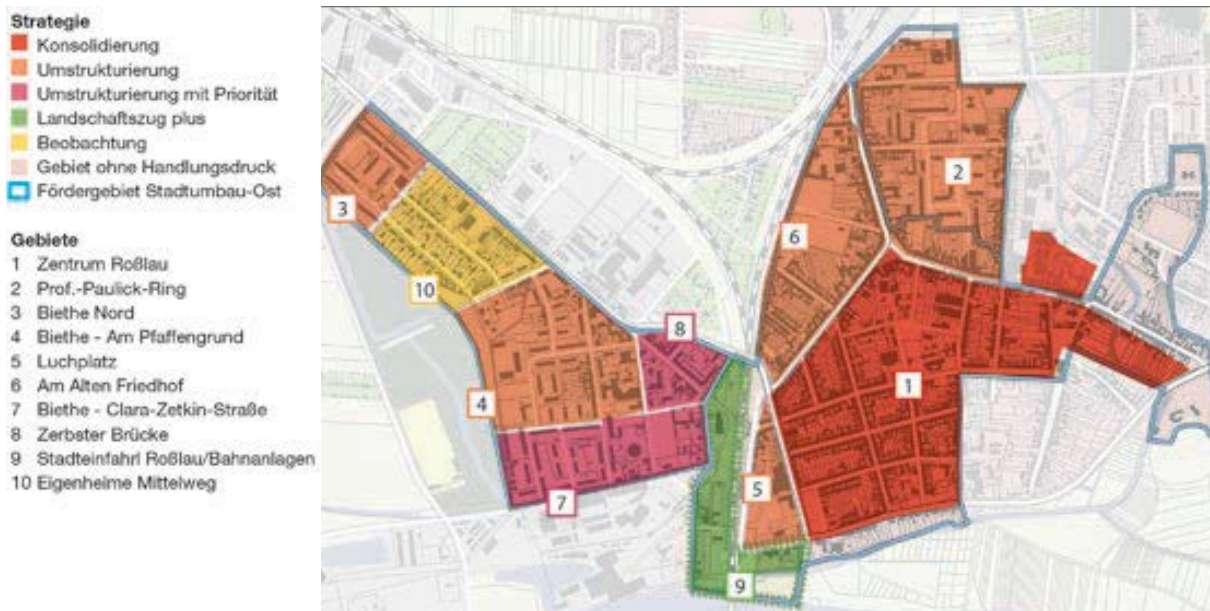 Strategie
Konsolidierung
Umstrukturierung
Umstrukturierung mit Priorität
Landschaftszug plus
Beobachtung
Gebiet ohne Handlungsdruck
Fördergebiet Stadtumbau-Ost
Gebiete
1 Zentrum Roßlau
2 Prof.-Paulick-Ring
3 Biethe Nord
4 Biethe - Am Pfaffengrund
5 Luchplatz
6 Am Alten Friedhof
7 Biethe - Clara-Zetkin-Straße
8 Zerbster Brücke
9 Stadteinfahrl Roßlau/Bahnanlagen
10 Eigenheime Mittelweg
2
3
6
10
8
1
4
5
7
9